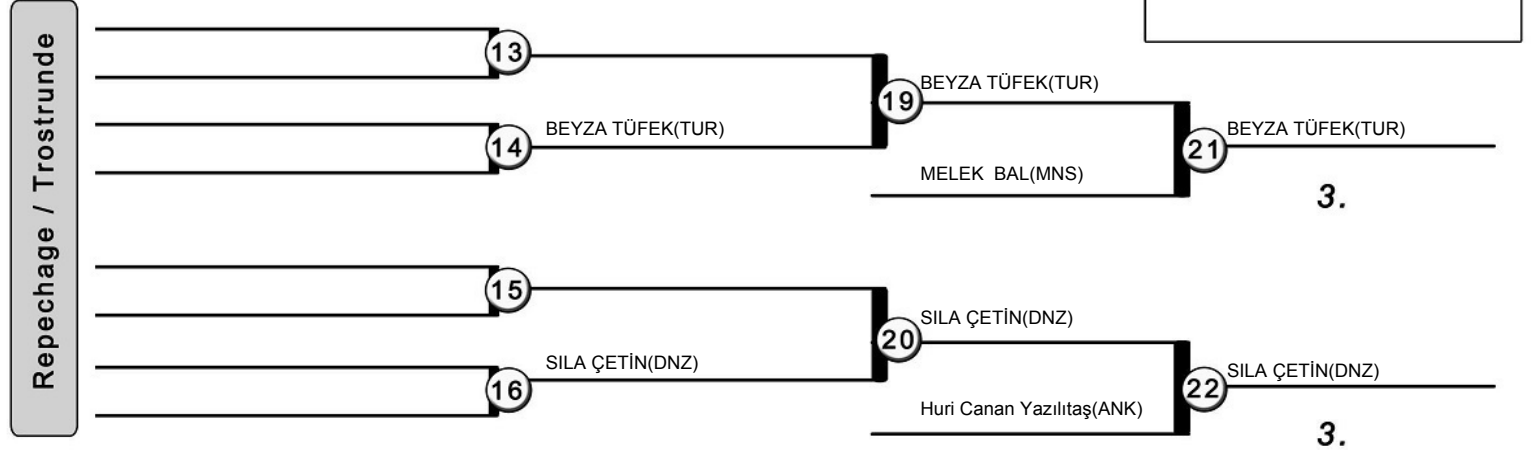 Repechage / Trostrunde
13
14
BEYZA TÜFEK(TUR)
19
BEYZA TÜFEK(TUR)
MELEK  BAL(MNS)
21
BEYZA TÜFEK(TUR)
3.
15
16
SILA ÇETİN(DNZ)
20
SILA ÇETİN(DNZ)
Huri Canan Yazılıtaş(ANK)
22
SILA ÇETİN(DNZ)
3.